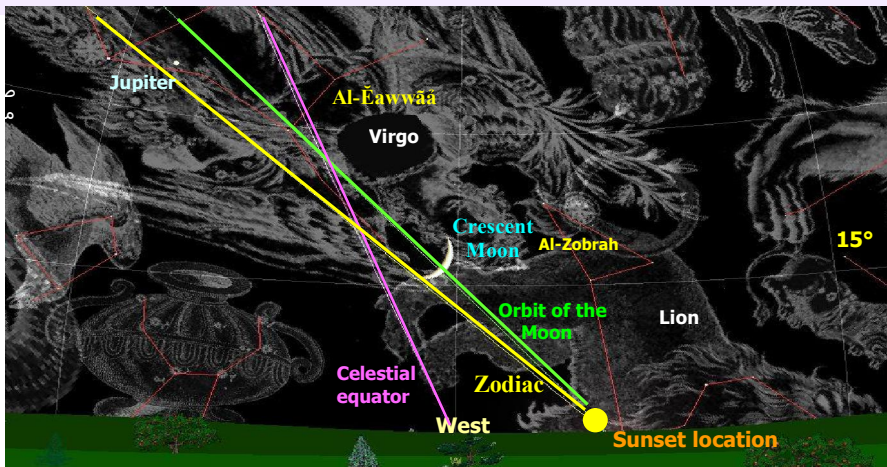 Jupiter
Al-Ĕawwãả
Virgo
Crescent
Moon
Al-Zobrah
15°
Orbit of the
Moon
Lion
Celestial
equator
Zodiac
West
Sunset location